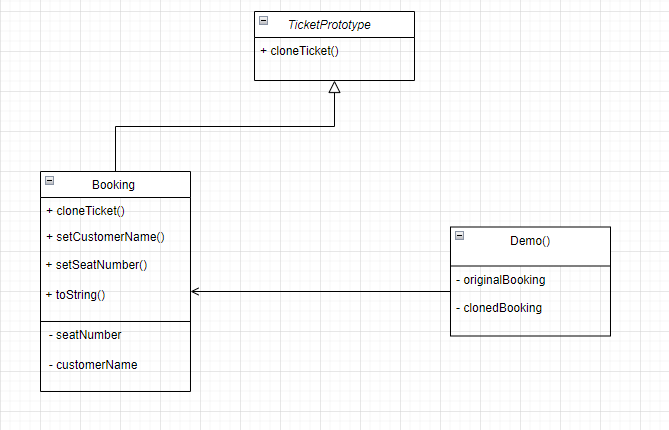 TicketPrototype
+ cloneTicket()
Booking
+ cloneTicket()
+ setCustomerName()
+ setSeatNumber()
+ toString()
- seatNumber
- customerName
Demo()
- originalBooking
- clonedBooking